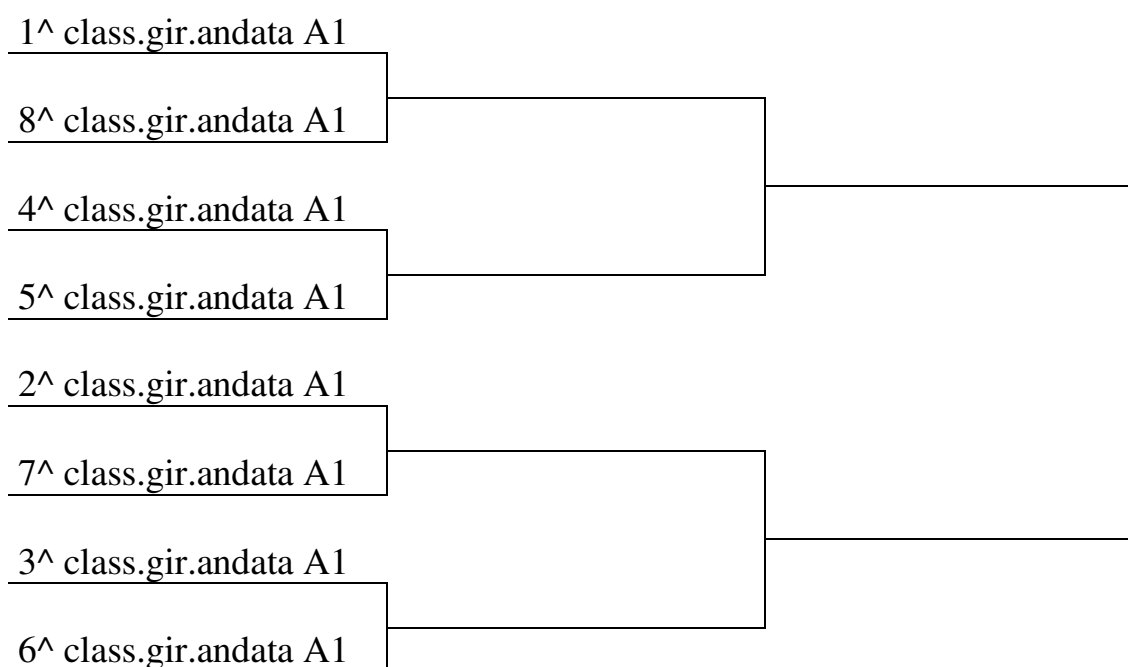 1^ class.gir.andata A1
8^ class.gir.andata A1
4^ class.gir.andata A1
5^ class.gir.andata A1
2^ class.gir.andata A1
7^ class.gir.andata A1
3^ class.gir.andata A1
6^ class.gir.andata A1